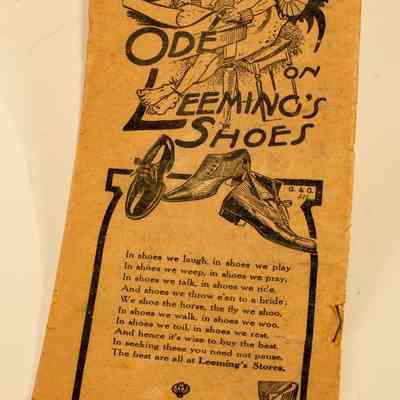 ODE
ON
LEEMING'S
SHOES
G. & G.
In shoes we laugh, in shoes we play
In shoes we weep, in shoes we pray,
In shoes we talk, in shoes we ride,
And shoes we throw e'en to a bride;
We shoe the horse, the fly we shoo,
In shoes we walk, in shoes we woo,
In shoes we toil, in shoes we rest,
And hence it's wise to buy the best.
In seeking these you need not pause,
The best are all at Leeming's Stores.